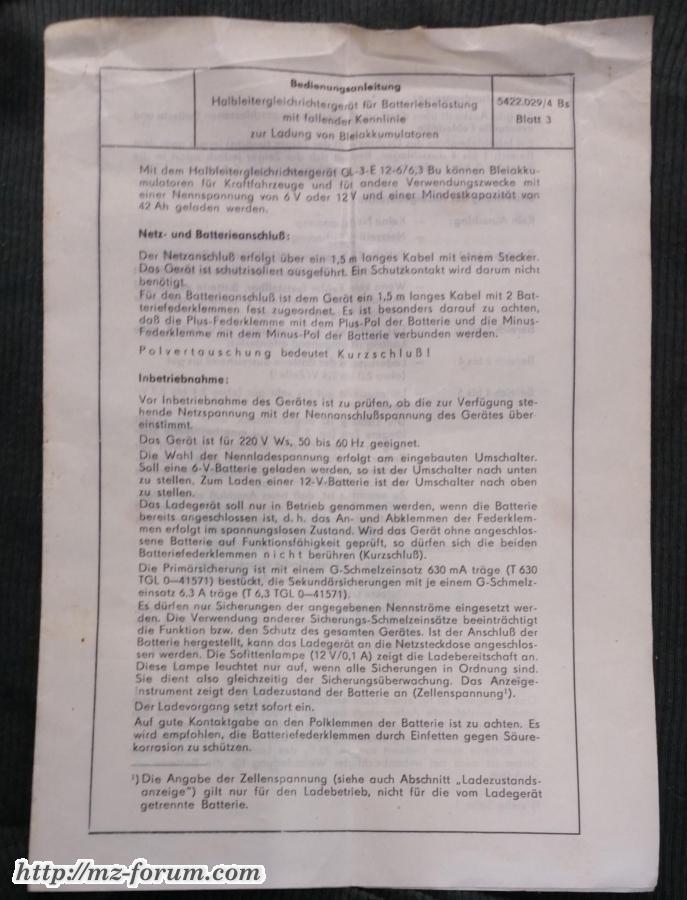 Bedienungsanleitung
Halbleitergleichrichtergerät für Batteriebelastung
mit fallender Kennlinie
zur Ladung von Bleiakkumulatoren
5422.029/4 Bs
Blatt 3
Mit dem Halbleitergleichrichtergerät GL-3-E 12-6/6,3 Bu können Bleiakku-
mulatoren für Kraftfahrzeuge und für andere Verwendungszwecke mit
einer Nennspannung von 6 V oder 12 V und einer Mindestkapazität von
42 Ah geladen werden.
Netz- und Batterieanschluß:
Der Netzanschluß erfolgt über ein 1,5 m langes Kabel mit einem Stecker.
Das Gerät ist schutzisoliert ausgeführt. Ein Schutzkontakt wird darum nicht
benötigt.
Für den Batterieanschluß ist dem Gerät ein 1,5 m langes Kabel mit 2 Bat-
teriefederklemmen fest zugeordnet. Es ist besonders darauf zu achten,
daß die Plus-Federklemme mit dem Plus-Pol der Batterie und die Minus-
Federklemme mit dem Minus-Pol der Batterie verbunden werden.
Polvertauschung bedeutet Kurzschluß!
Inbetriebnahme:
Vor Inbetriebnahme des Gerätes ist zu prüfen, ob die zur Verfügung ste-
hende Netzspannung mit der Nennanschlußspannung des Gerätes über-
einstimmt.
Das Gerät ist für 220 V Ws, 50 bis 60 Hz geeignet.
Die Wahl der Nennladespannung erfolgt am eingebauten Umschalter.
Soll eine 6-V-Batterie geladen werden, so ist der Umschalter nach unten
zu stellen. Zum Laden einer 12-V-Batterie ist der Umschalter nach oben
zu stellen.
Das Ladegerät soll nur in Betrieb genommen werden, wenn die Batterie
bereits angeschlossen ist, d. h. das An- und Abklemmen der Federklem-
men erfolgt im spannungslosen Zustand. Wird das Gerät ohne angeschlos-
sene Batterie auf Funktionsfähigkeit geprüft, so dürfen sich die beiden
Batteriefederklemmen nicht berühren (Kurzschluß).
Die Primärsicherung ist mit einem G-Schmelzeinsatz 630 mA träge (T 630
TGL 0—41571) bestückt, die Sekundärsicherungen mit je einem G-Schmelz-
einsatz 6,3 A träge (T 6,3 TGL 0—41571).
Es dürfen nur Sicherungen der angegebenen Nennströme eingesetzt wer-
den. Die Verwendung anderer Sicherungs-Schmelzeinsätze beeinträchtigt
die Funktion bzw. den Schutz des gesamten Gerätes. Ist der Anschluß der
Batterie hergestellt, kann das Ladegerät an die Netzsteckdose angeschlos-
sen werden. Die Sofittenlampe (12 V/0,1 A) zeigt die Ladebereitschaft an.
Diese Lampe leuchtet nur auf, wenn alle Sicherungen in Ordnung sind.
Sie dient also gleichzeitig der Sicherungsüberwachung. Das Anzeige-
instrument zeigt den Ladezustand der Batterie an (Zellenspannung¹).
Der Ladevorgang setzt sofort ein.
Auf gute Kontaktgabe an den Polklemmen der Batterie ist zu achten. Es
wird empfohlen, die Batteriefederklemmen durch Einfetten gegen Säure-
korrosion zu schützen.
¹) Die Angabe der Zellenspannung (siehe auch Abschnitt „Ladezustands-
anzeige") gilt nur für den Ladebetrieb, nicht für die vom Ladegerät
getrennte Batterie.
http://mz-forum.com